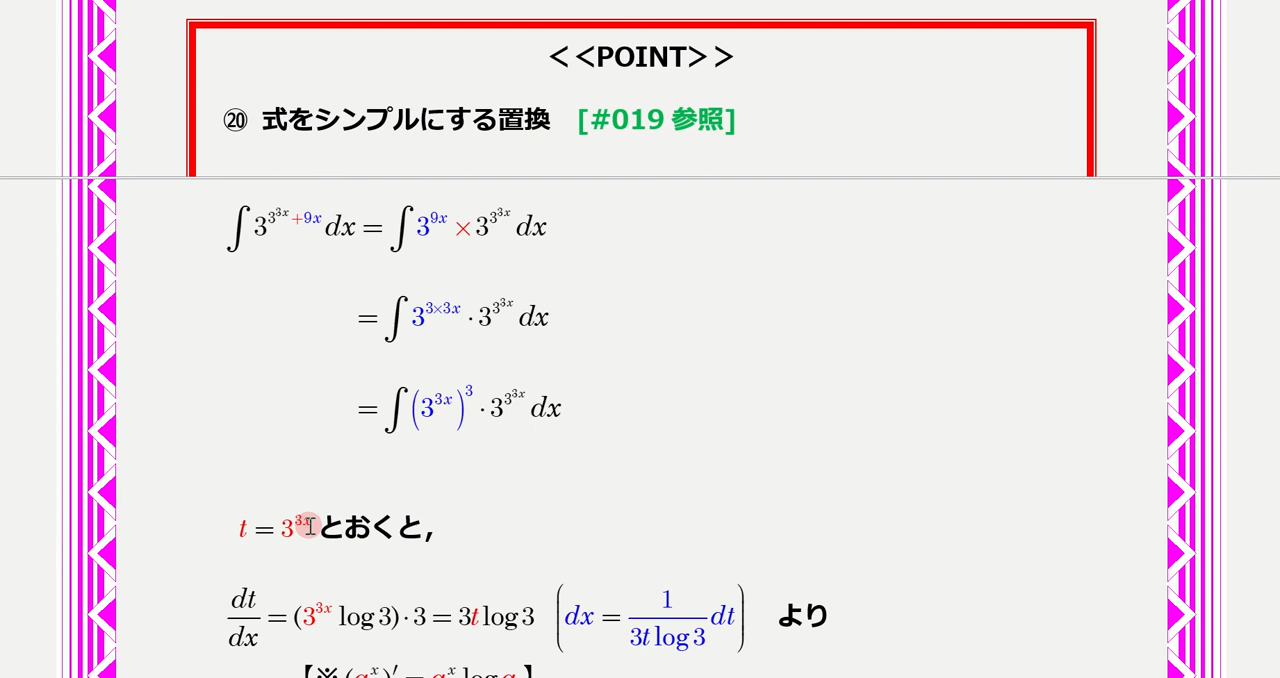 <<POINT>>
⑳ 式をシンプルにする置換 [#019 参照]
∫ 3^{3^{3x}+9x} dx = ∫ 3^{9x} × 3^{3^{3x}} dx
= ∫ 3^{3×3x} · 3^{3^{3x}} dx
= ∫ (3^{3x})^3 · 3^{3^{3x}} dx
t = 3^{3x} とおくと,
dt/dx = (3^{3x} log 3) · 3 = 3t log 3 (dx = 1/(3t log 3) dt) より
【※(a^x)′ = a^x log a】